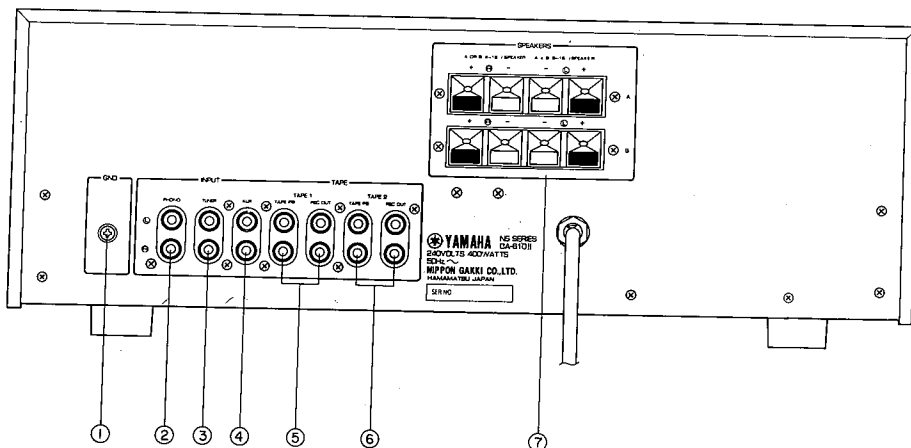 SPEAKERS
A OR B 8-16 /SPEAKER A x B 8-16 /SPEAKER
+ R - - L +
A
+ R - - L +
B
GND
INPUT TAPE
TAPE 1 TAPE 2
PHONO TUNER AUX TAPE PB REC OUT TAPE PB REC OUT
L
R
YAMAHA NS SERIES
CA-610II
240VOLTS 400WATTS
50Hz ~
NIPPON GAKKI CO.,LTD.
HAMAMATSU JAPAN
SER NO
1 2 3 4 5 6 7